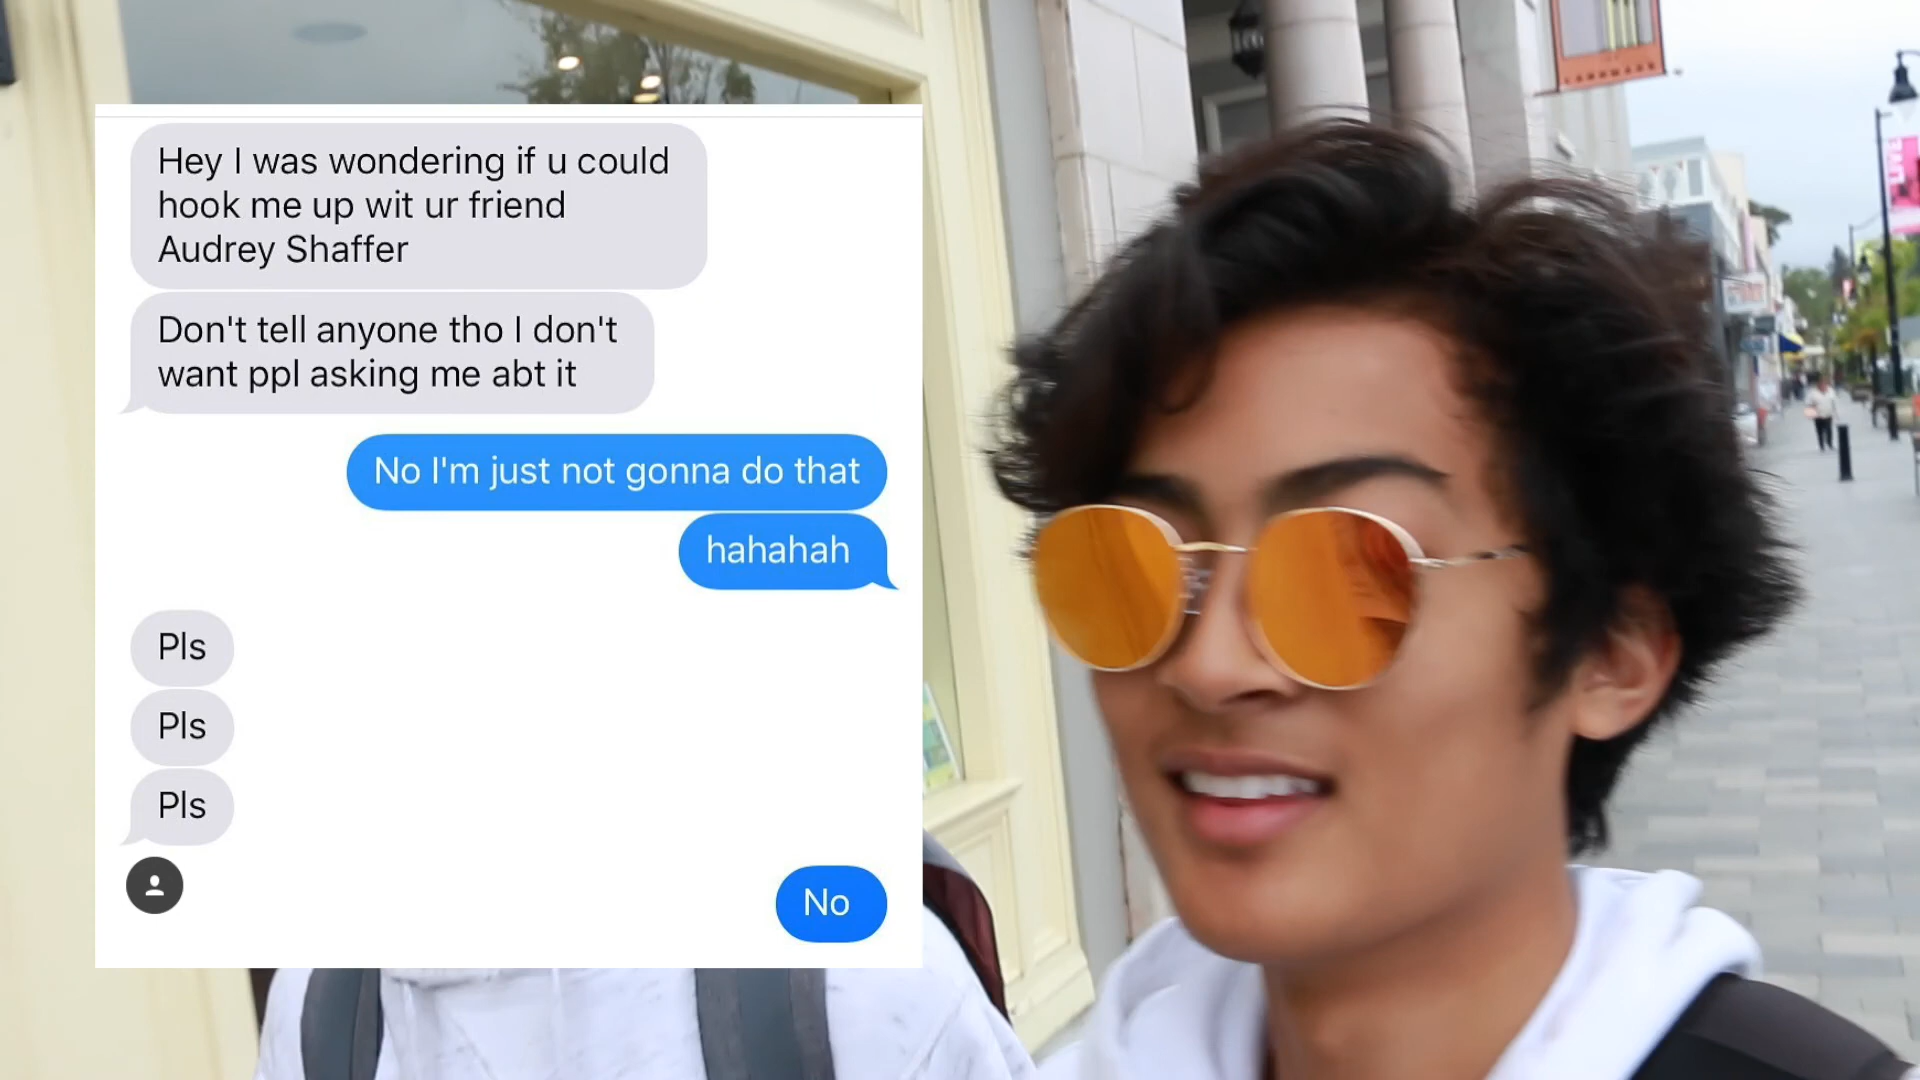 Hey I was wondering if u could
hook me up wit ur friend
Audrey Shaffer
Don't tell anyone tho I don't
want ppl asking me abt it
No I'm just not gonna do that
hahahah
Pls
Pls
Pls
No
LIVE